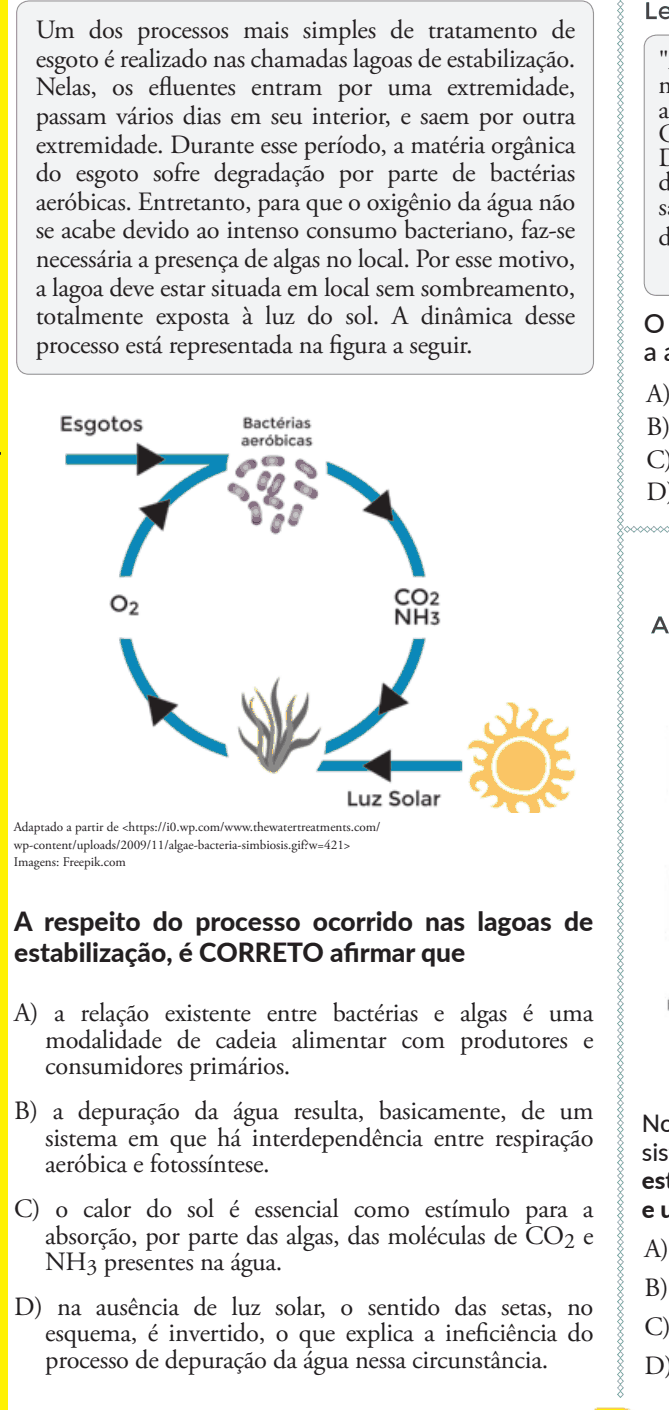 Um dos processos mais simples de tratamento de
esgoto é realizado nas chamadas lagoas de estabilização.
Nelas, os efluentes entram por uma extremidade,
passam vários dias em seu interior, e saem por outra
extremidade. Durante esse período, a matéria orgânica
do esgoto sofre degradação por parte de bactérias
aeróbicas. Entretanto, para que o oxigênio da água não
se acabe devido ao intenso consumo bacteriano, faz-se
necessária a presença de algas no local. Por esse motivo,
a lagoa deve estar situada em local sem sombreamento,
totalmente exposta à luz do sol. A dinâmica desse
processo está representada na figura a seguir.
Esgotos
Bactérias
aeróbicas
O2
CO2
NH3
Luz Solar
Adaptado a partir de <https://i0.wp.com/www.thewatertreatments.com/
wp-content/uploads/2009/11/algae-bacteria-simbiosis.gif?w=421>
Imagens: Freepik.com
A respeito do processo ocorrido nas lagoas de
estabilização, é CORRETO afirmar que
A) a relação existente entre bactérias e algas é uma
modalidade de cadeia alimentar com produtores e
consumidores primários.
B) a depuração da água resulta, basicamente, de um
sistema em que há interdependência entre respiração
aeróbica e fotossíntese.
C) o calor do sol é essencial como estímulo para a
absorção, por parte das algas, das moléculas de CO2 e
NH3 presentes na água.
D) na ausência de luz solar, o sentido das setas, no
esquema, é invertido, o que explica a ineficiência do
processo de depuração da água nessa circunstância.
Le
O
a a
A)
B)
C)
D)
A
No
sis
est
e u
A)
B)
C)
D)